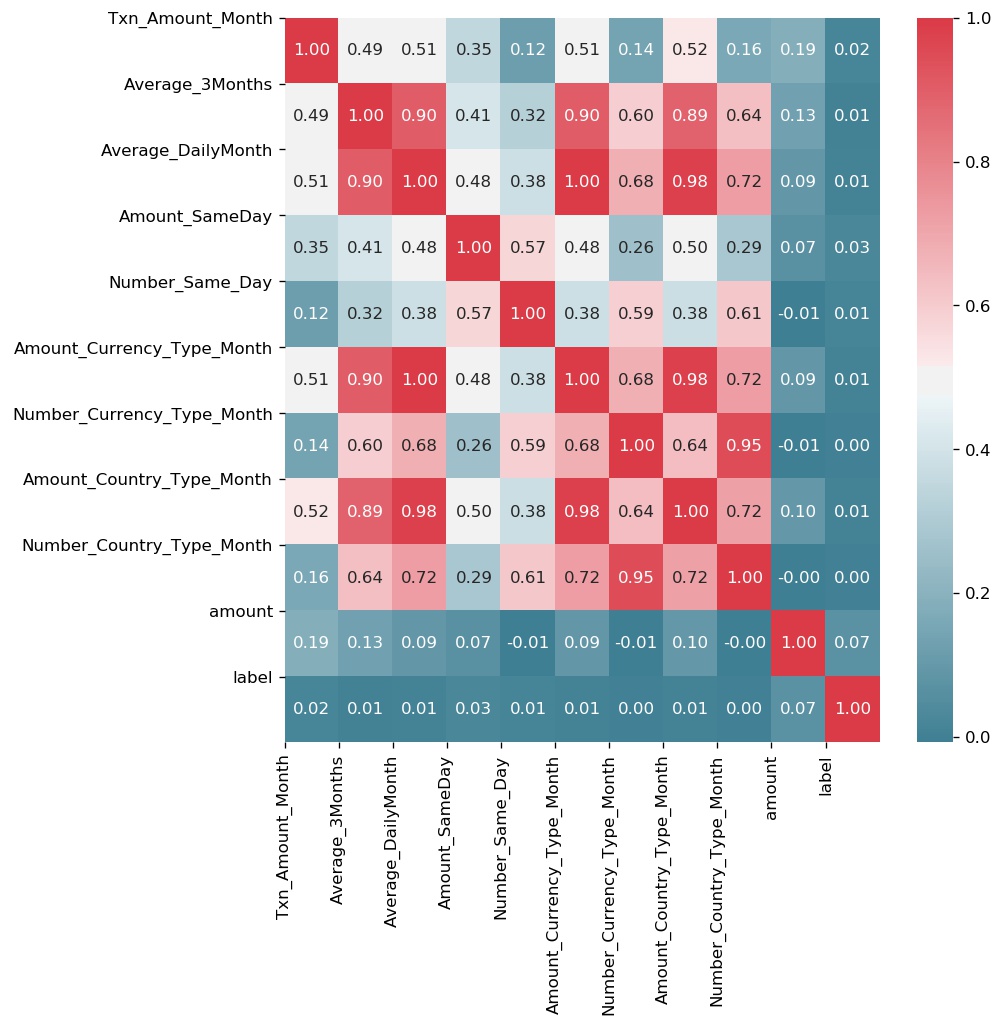 Txn_Amount_Month 1.00 0.49 0.51 0.35 0.12 0.51 0.14 0.52 0.16 0.19 0.02
Average_3Months 0.49 1.00 0.90 0.41 0.32 0.90 0.60 0.89 0.64 0.13 0.01
Average_DailyMonth 0.51 0.90 1.00 0.48 0.38 1.00 0.68 0.98 0.72 0.09 0.01
Amount_SameDay 0.35 0.41 0.48 1.00 0.57 0.48 0.26 0.50 0.29 0.07 0.03
Number_Same_Day 0.12 0.32 0.38 0.57 1.00 0.38 0.59 0.38 0.61 -0.01 0.01
Amount_Currency_Type_Month 0.51 0.90 1.00 0.48 0.38 1.00 0.68 0.98 0.72 0.09 0.01
Number_Currency_Type_Month 0.14 0.60 0.68 0.26 0.59 0.68 1.00 0.64 0.95 -0.01 0.00
Amount_Country_Type_Month 0.52 0.89 0.98 0.50 0.38 0.98 0.64 1.00 0.72 0.10 0.01
Number_Country_Type_Month 0.16 0.64 0.72 0.29 0.61 0.72 0.95 0.72 1.00 -0.00 0.00
amount 0.19 0.13 0.09 0.07 -0.01 0.09 -0.01 0.10 -0.00 1.00 0.07
label 0.02 0.01 0.01 0.03 0.01 0.01 0.00 0.01 0.00 0.07 1.00
Txn_Amount_Month
Average_3Months
Average_DailyMonth
Amount_SameDay
Number_Same_Day
Amount_Currency_Type_Month
Number_Currency_Type_Month
Amount_Country_Type_Month
Number_Country_Type_Month
amount
label
1.0
0.8
0.6
0.4
0.2
0.0